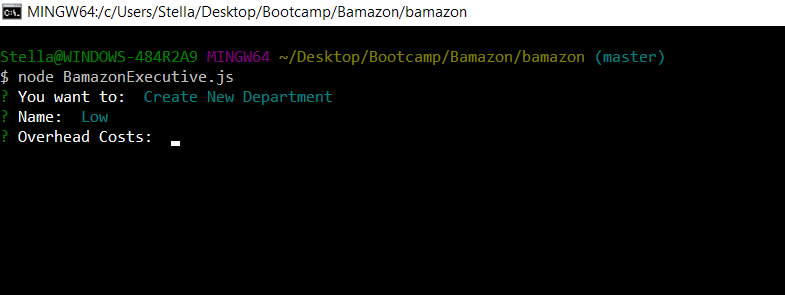 MINGW64:/c/Users/Stella/Desktop/Bootcamp/Bamazon/bamazon
Stella@WINDOWS-484R2A9 MINGW64 ~/Desktop/Bootcamp/Bamazon/bamazon (master)
$ node BamazonExecutive.js
? You want to:  Create New Department
? Name:  Low
? Overhead Costs: